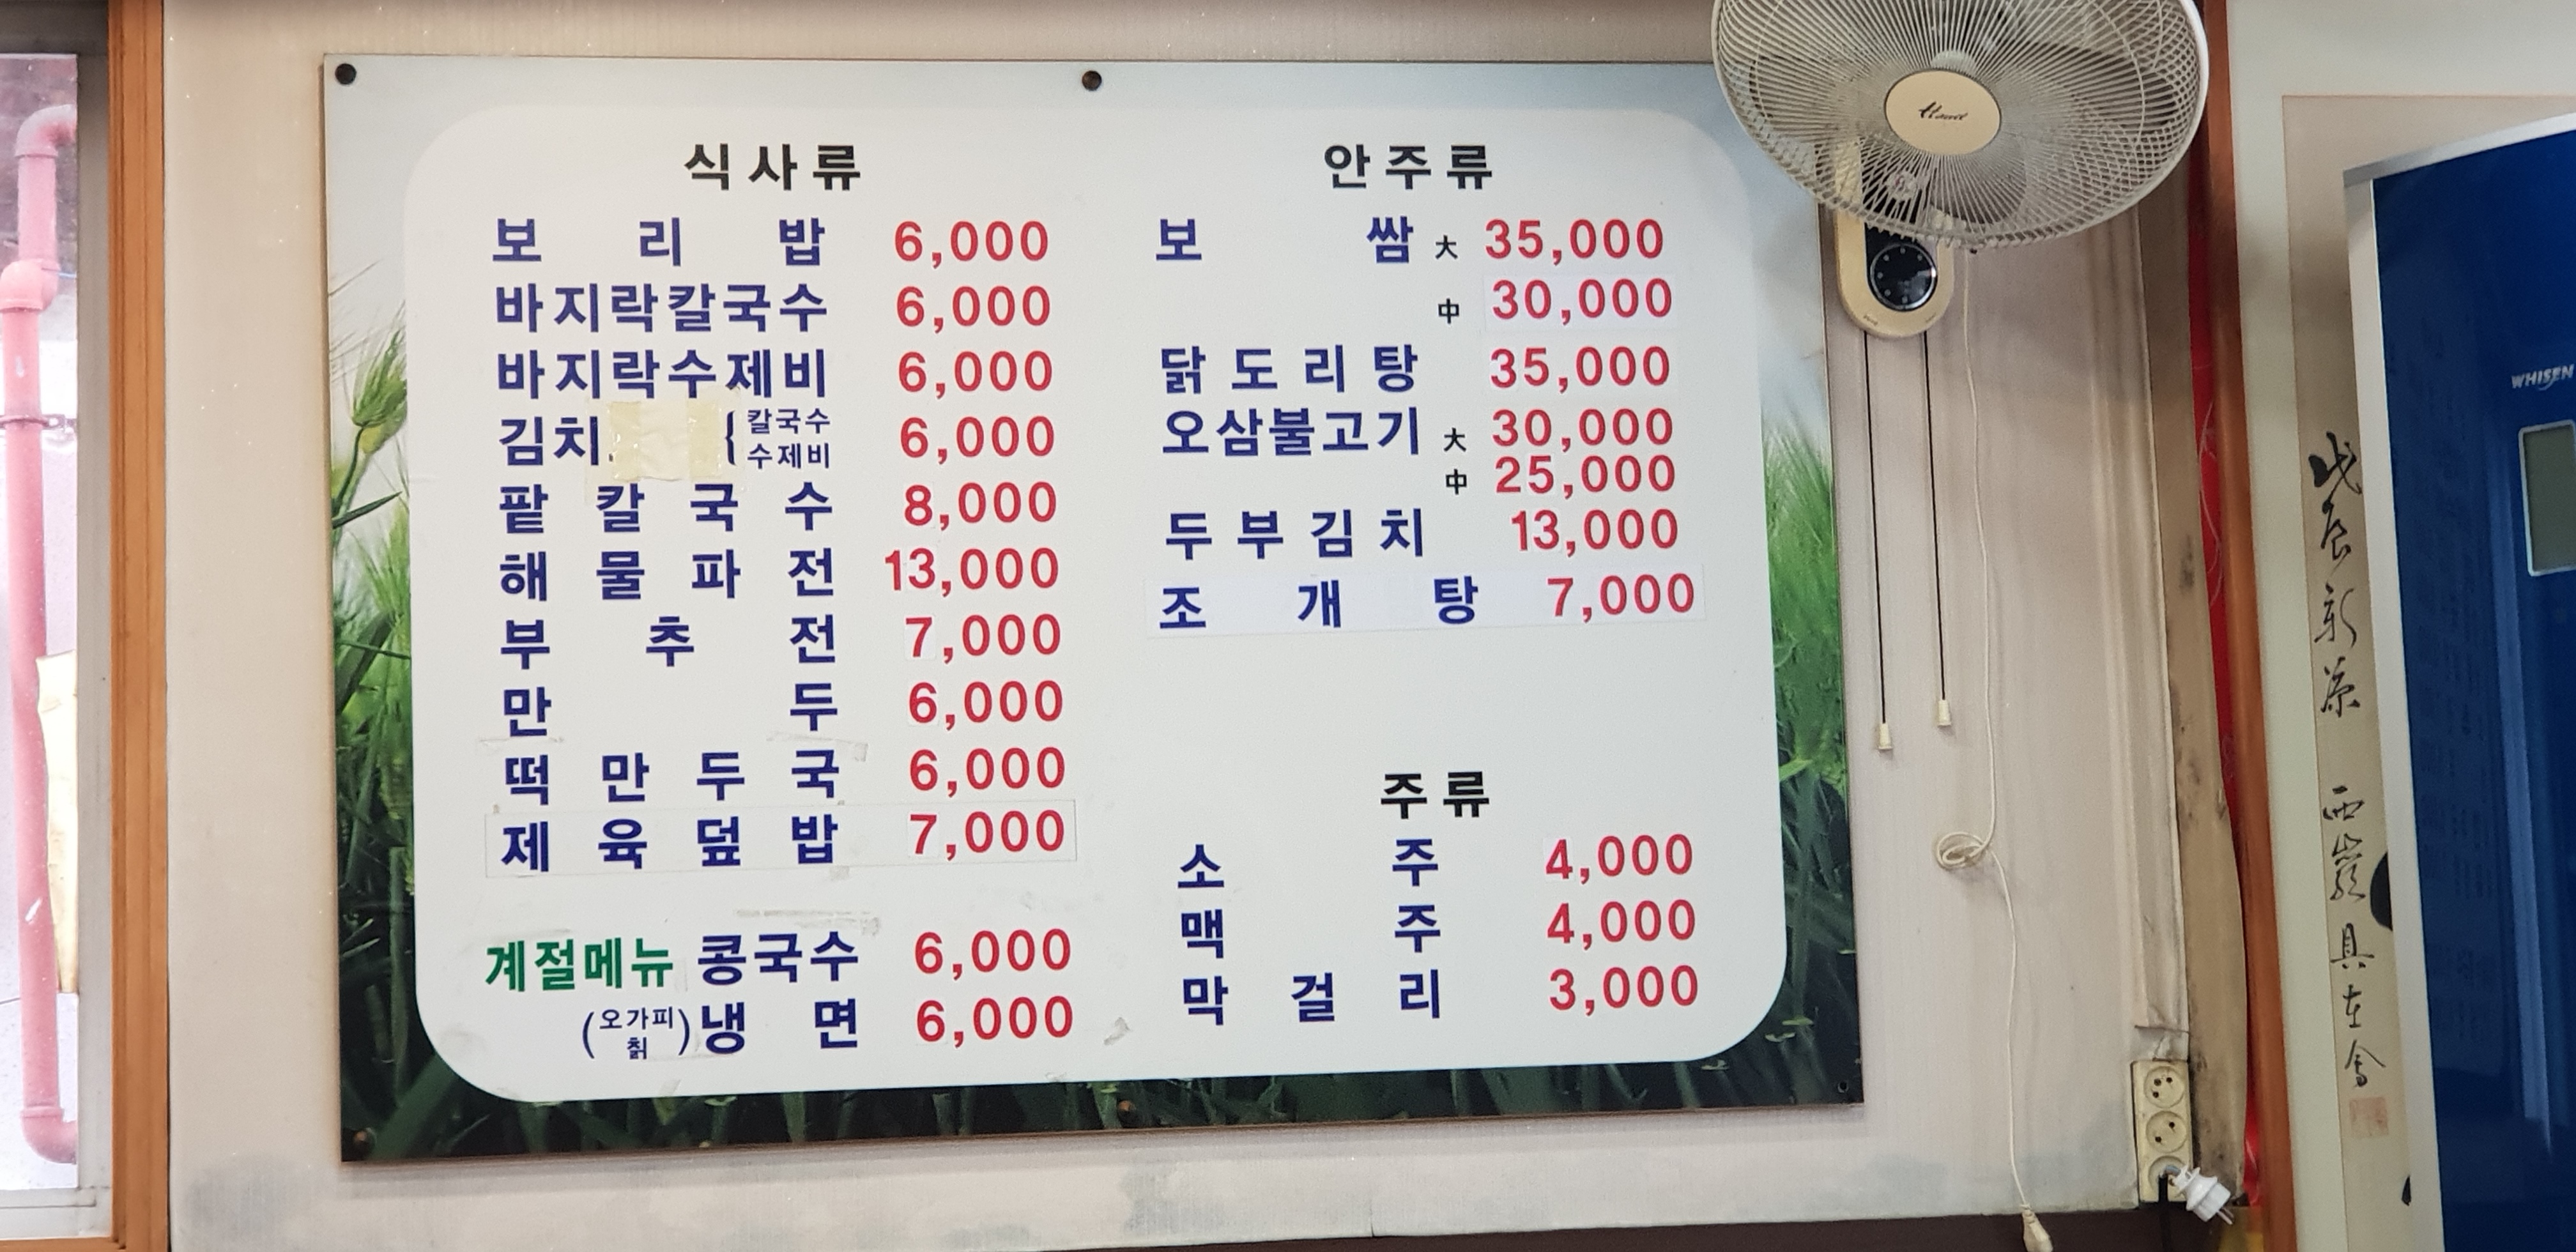 식사류
보리밥 6,000
바지락칼국수 6,000
바지락수제비 6,000
김치 { 칼국수 수제비 6,000
팥칼국수 8,000
해물파전 13,000
부추전 7,000
만두 6,000
떡만두국 6,000
제육덮밥 7,000
계절메뉴 콩국수 6,000
(오가피 칡) 냉면 6,000
안주류
보쌈 大 35,000
中 30,000
닭도리탕 35,000
오삼불고기 大 30,000
中 25,000
두부김치 13,000
조개탕 7,000
주류
소주 4,000
맥주 4,000
막걸리 3,000
WHISEN